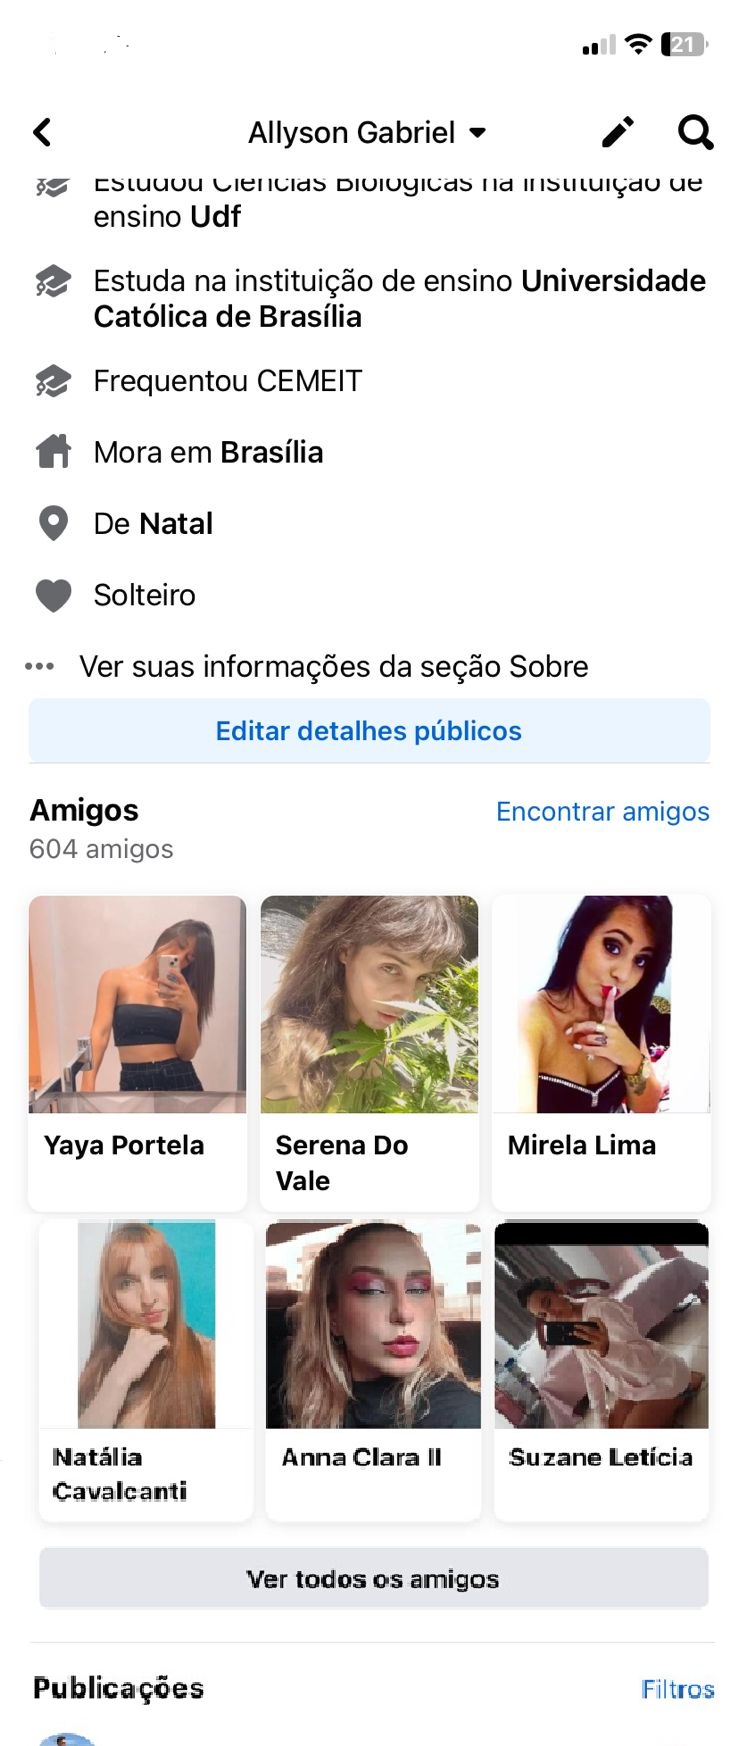 21
Allyson Gabriel
Estudou Ciências Biológicas na instituição de
ensino Udf
Estuda na instituição de ensino Universidade
Católica de Brasília
Frequentou CEMEIT
Mora em Brasília
De Natal
Solteiro
Ver suas informações da seção Sobre
Editar detalhes públicos
Amigos
Encontrar amigos
604 amigos
Yaya Portela
Serena Do
Vale
Mirela Lima
Natália
Cavalcanti
Anna Clara II
Suzane Letícia
Ver todos os amigos
Publicações
Filtros